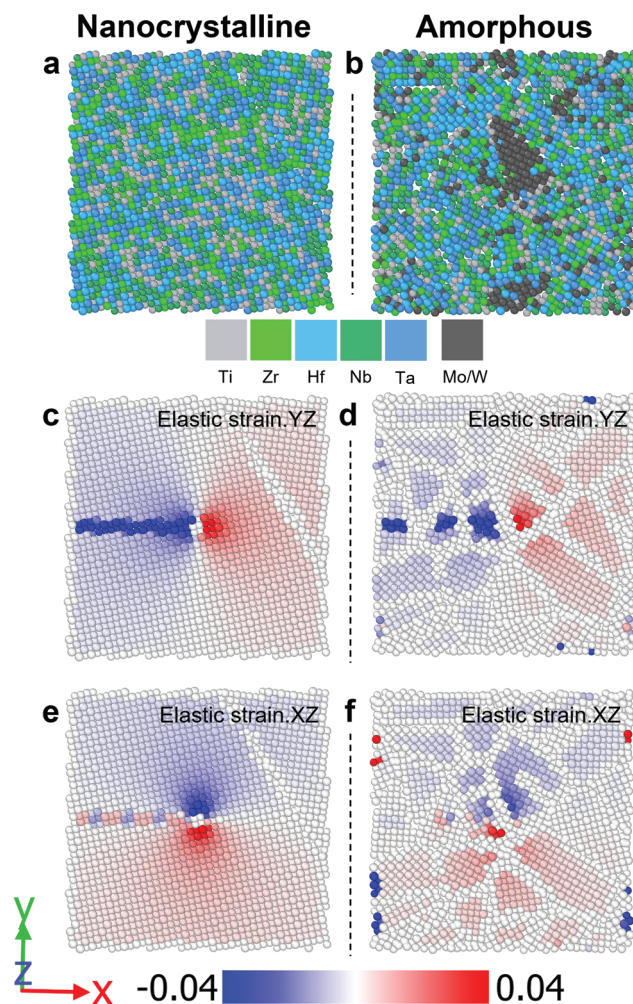 Nanocrystalline Amorphous
a b
Ti Zr Hf Nb Ta Mo/W
c Elastic strain.YZ d Elastic strain.YZ
e Elastic strain.XZ f Elastic strain.XZ
Y
Z
X
-0.04 0.04